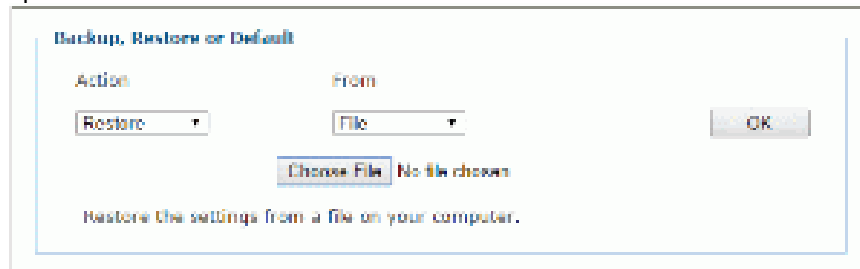 Backup, Restore or Default
Action From
Restore File OK
Choose File No file chosen
Restore the settings from a file on your computer.